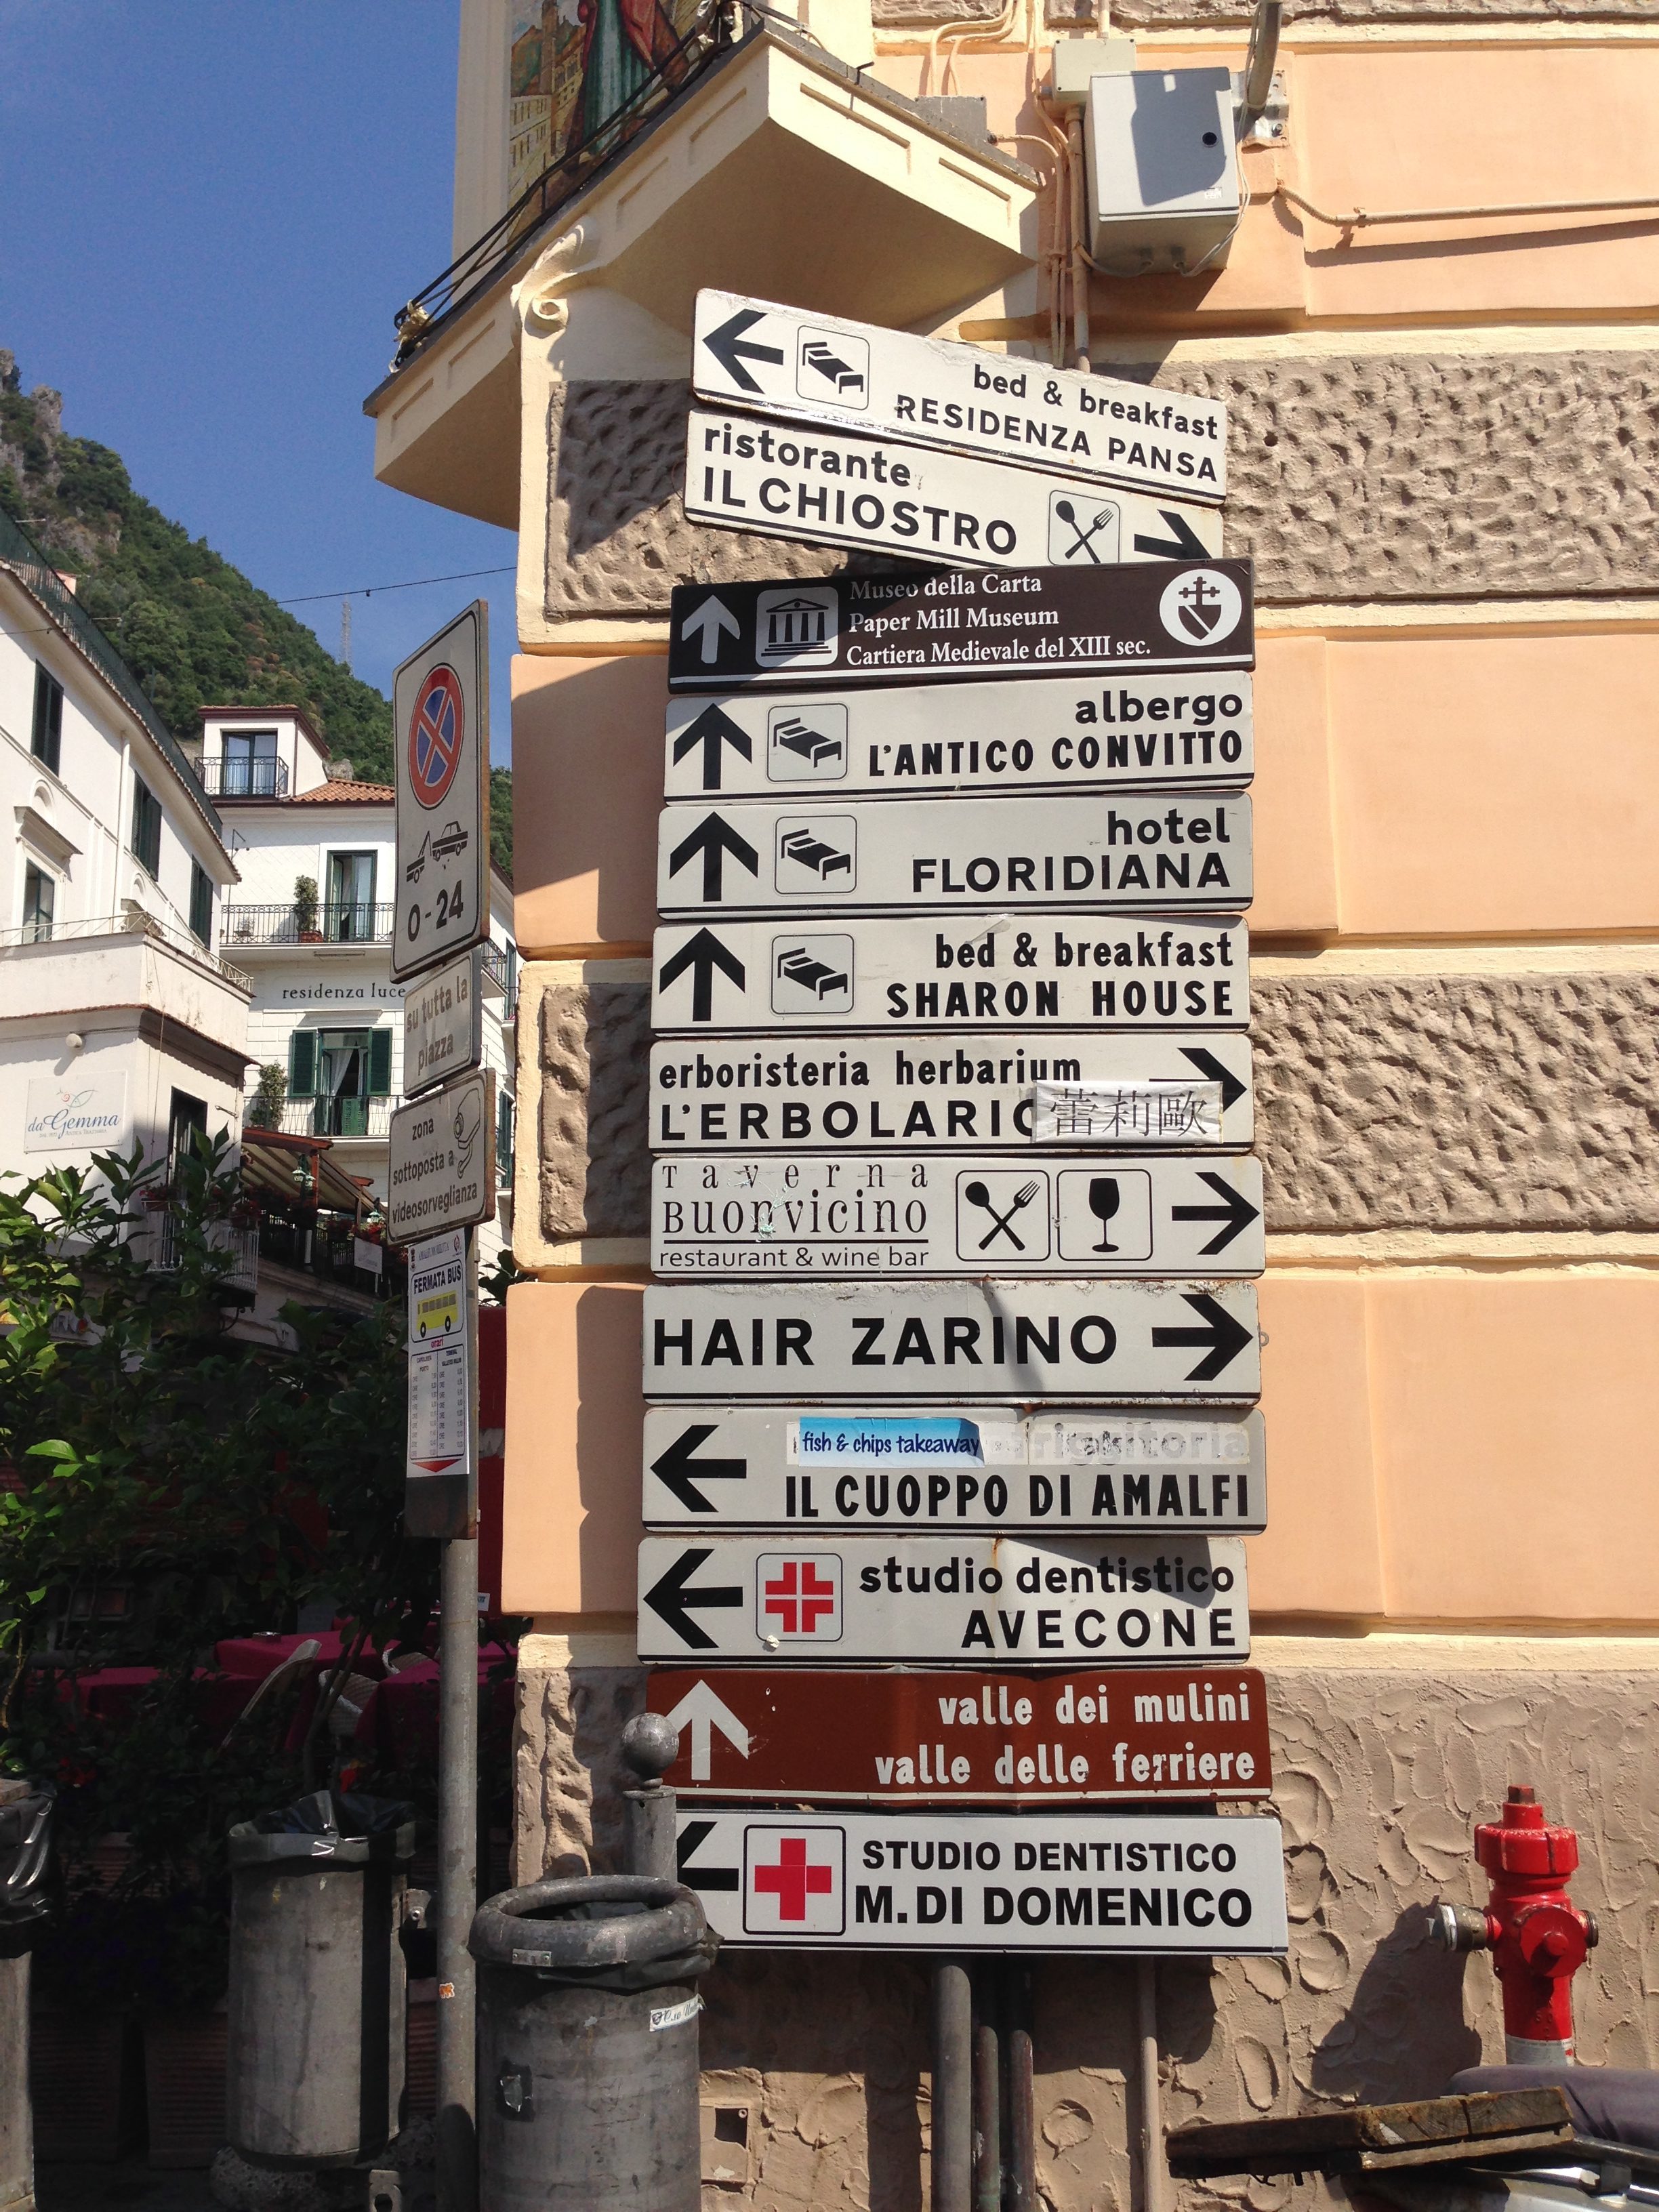 bed & breakfast
RESIDENZA PANSA
ristorante
IL CHIOSTRO
Museo della Carta
Paper Mill Museum
Cartiera Medievale del XIII sec.
albergo
L'ANTICO CONVITTO
hotel
FLORIDIANA
bed & breakfast
SHARON HOUSE
erboristeria herbarium
L'ERBOLARIO
蕾莉歐
Taverna
Buonvicino
restaurant & wine bar
HAIR ZARINO
fish & chips takeaway
IL CUOPPO DI AMALFI
studio dentistico
AVECONE
valle dei mulini
valle delle ferriere
STUDIO DENTISTICO
M.DI DOMENICO
0-24
su tutta la
piazza
zona
sottoposta a
videosorveglianza
FERMATA BUS
orari
residenza luce
da Gemma